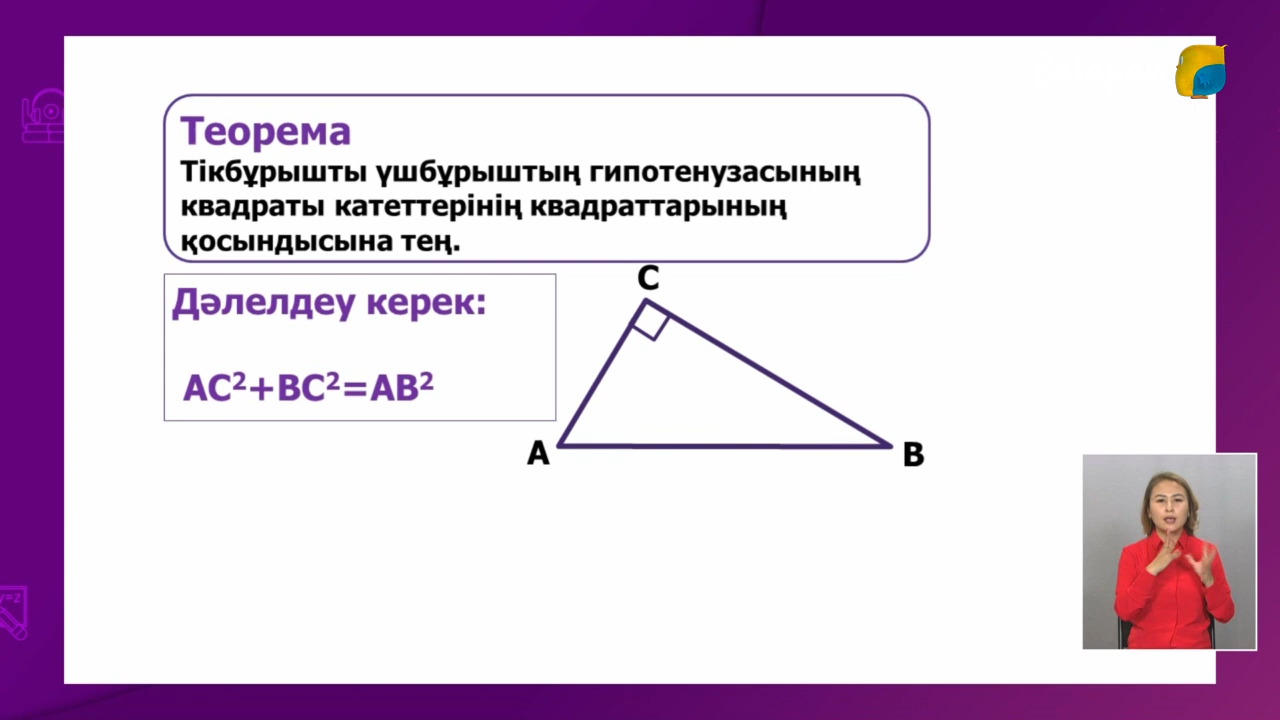 Теорема
Тікбұрышты үшбұрыштың гипотенузасының
квадраты катеттерінің квадраттарының
қосындысына тең.
Дәлелдеу керек:
AC²+BC²=AB²
C
A
B
y=z